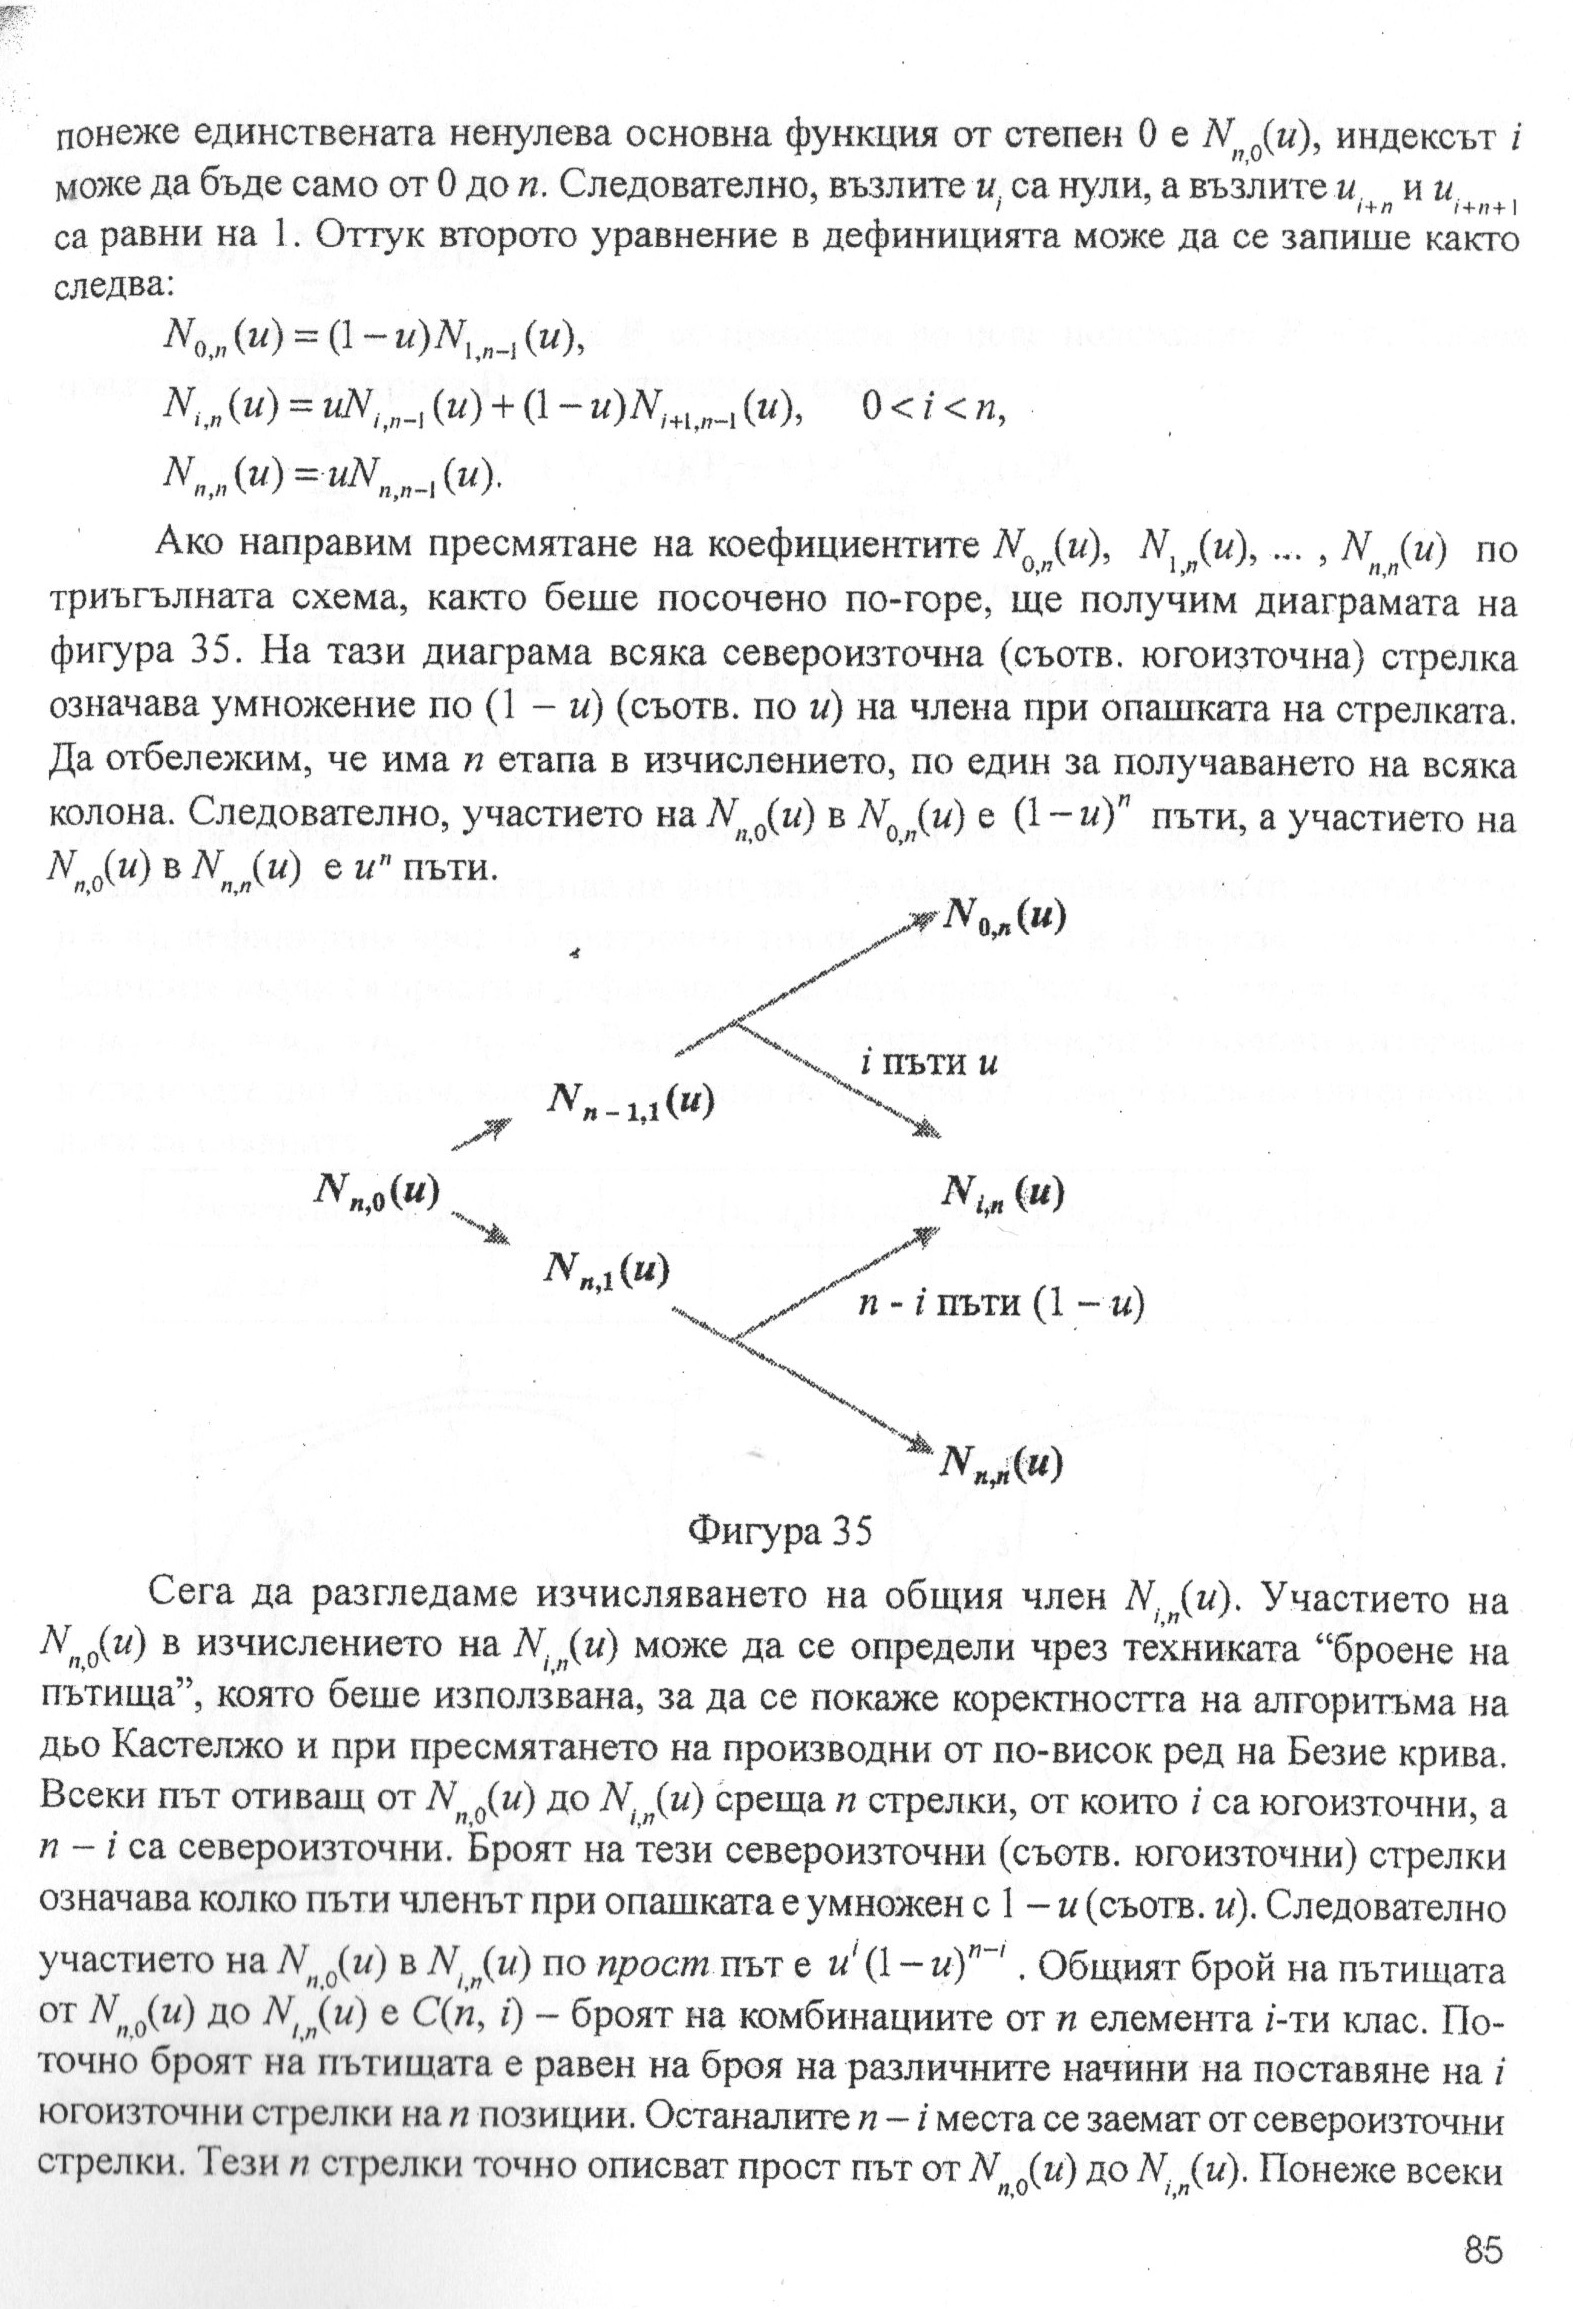 понеже единствената ненулева основна функция от степен 0 е N_{n,0}(u), индексът i
може да бъде само от 0 до n. Следователно, възлите u_i са нули, а възлите u_{i+n} и u_{i+n+1}
са равни на 1. Оттук второто уравнение в дефиницията може да се запише както
следва:
N_{0,n}(u) = (1 − u)N_{1,n−1}(u),
N_{i,n}(u) = uN_{i,n−1}(u) + (1 − u)N_{i+1,n−1}(u), 0 < i < n,
N_{n,n}(u) = uN_{n,n−1}(u).
Ако направим пресмятане на коефициентите N_{0,n}(u), N_{1,n}(u), ... , N_{n,n}(u) по
триъгълната схема, както беше посочено по-горе, ще получим диаграмата на
фигура 35. На тази диаграма всяка североизточна (съотв. югоизточна) стрелка
означава умножение по (1 – u) (съотв. по u) на члена при опашката на стрелката.
Да отбележим, че има n етапа в изчислението, по един за получаването на всяка
колона. Следователно, участието на N_{n,0}(u) в N_{0,n}(u) е (1 − u)^n пъти, а участието на
N_{n,0}(u) в N_{n,n}(u) е u^n пъти.
N_{0,n}(u)
i пъти u
N_{n−1,1}(u)
N_{n,0}(u) N_{i,n}(u)
N_{n,1}(u)
n - i пъти (1 – u)
N_{n,n}(u)
Фигура 35
Сега да разгледаме изчисляването на общия член N_{i,n}(u). Участието на
N_{n,0}(u) в изчислението на N_{i,n}(u) може да се определи чрез техниката “броене на
пътища”, която беше използвана, за да се покаже коректността на алгоритъма на
дьо Кастелжо и при пресмятането на производни от по-висок ред на Безие крива.
Всеки път отиващ от N_{n,0}(u) до N_{i,n}(u) среща n стрелки, от които i са югоизточни, а
n – i са североизточни. Броят на тези североизточни (съотв. югоизточни) стрелки
означава колко пъти членът при опашката е умножен с 1 – u (съотв. u). Следователно
участието на N_{n,0}(u) в N_{i,n}(u) по прост път е u^i (1 − u)^{n−i} . Общият брой на пътищата
от N_{n,0}(u) до N_{i,n}(u) е C(n, i) – броят на комбинациите от n елемента i-ти клас. По-
точно броят на пътищата е равен на броя на различните начини на поставяне на i
югоизточни стрелки на n позиции. Останалите n – i места се заемат от североизточни
стрелки. Тези n стрелки точно описват прост път от N_{n,0}(u) до N_{i,n}(u). Понеже всеки
85